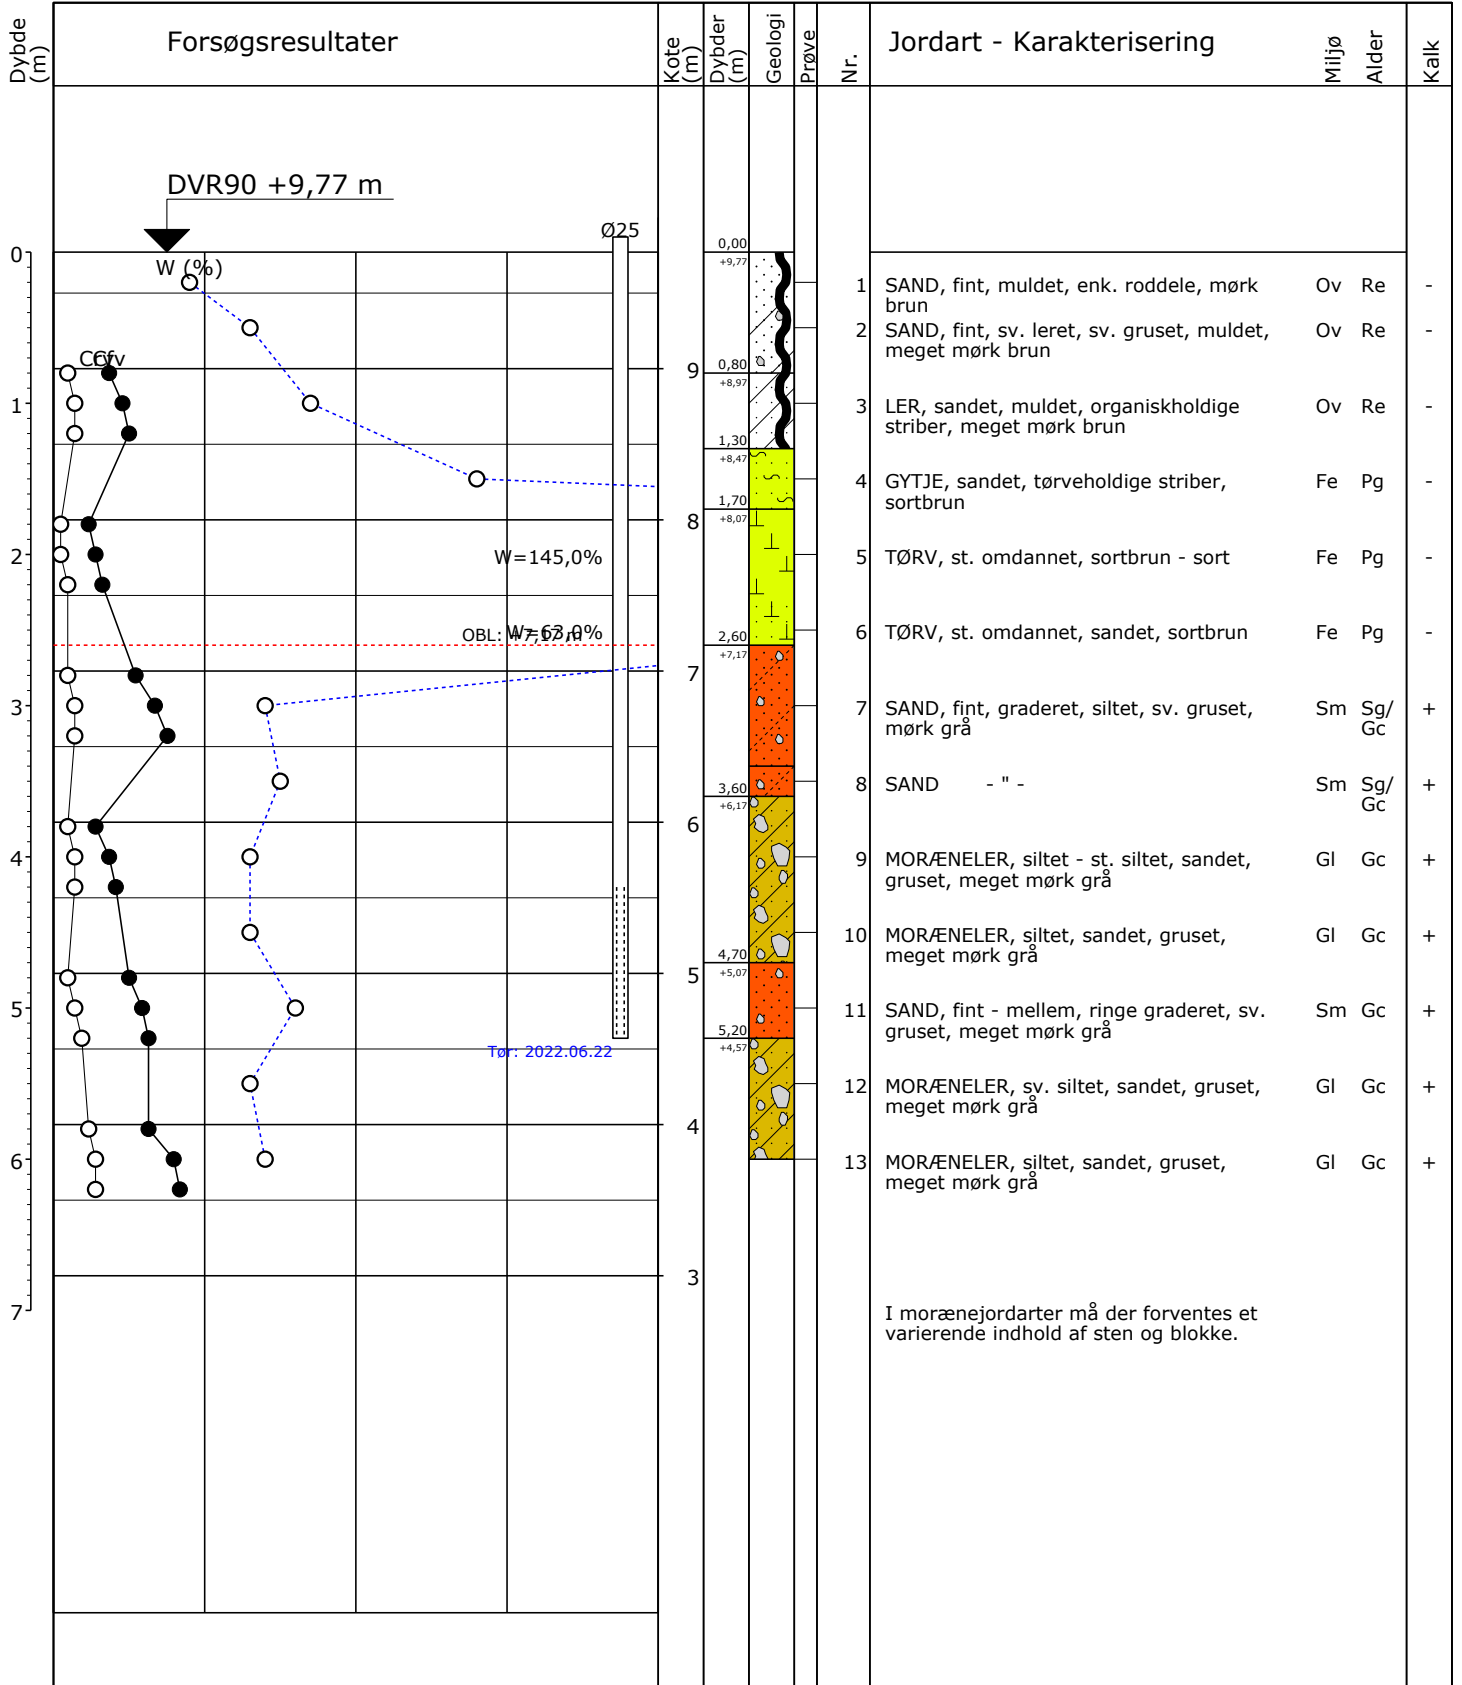 Dybde (m)
Forsøgsresultater
Kote (m)
Dybder (m)
Geologi
Prøve
Nr.
Jordart - Karakterisering
Miljø
Alder
Kalk
DVR90 +9,77 m
Ø25
W (%)
Crfv
Cfv
W=145,0%
W=63,0%
OBL: +7,17 m
Tør: 2022.06.22
0
1
2
3
4
5
6
7
9
8
7
6
5
4
3
0,00
+9,77
0,80
+8,97
1,30
+8,47
1,70
+8,07
2,60
+7,17
3,60
+6,17
4,70
+5,07
5,20
+4,57
1 SAND, fint, muldet, enk. roddele, mørk Ov Re -
brun
2 SAND, fint, sv. leret, sv. gruset, muldet, Ov Re -
meget mørk brun
3 LER, sandet, muldet, organiskholdige Ov Re -
striber, meget mørk brun
4 GYTJE, sandet, tørveholdige striber, Fe Pg -
sortbrun
5 TØRV, st. omdannet, sortbrun - sort Fe Pg -
6 TØRV, st. omdannet, sandet, sortbrun Fe Pg -
7 SAND, fint, graderet, siltet, sv. gruset, Sm Sg/ +
mørk grå Gc
8 SAND - " - Sm Sg/ +
Gc
9 MORÆNELER, siltet - st. siltet, sandet, Gl Gc +
gruset, meget mørk grå
10 MORÆNELER, siltet, sandet, gruset, Gl Gc +
meget mørk grå
11 SAND, fint - mellem, ringe graderet, sv. Sm Gc +
gruset, meget mørk grå
12 MORÆNELER, sv. siltet, sandet, gruset, Gl Gc +
meget mørk grå
13 MORÆNELER, siltet, sandet, gruset, Gl Gc +
meget mørk grå
I morænejordarter må der forventes et
varierende indhold af sten og blokke.